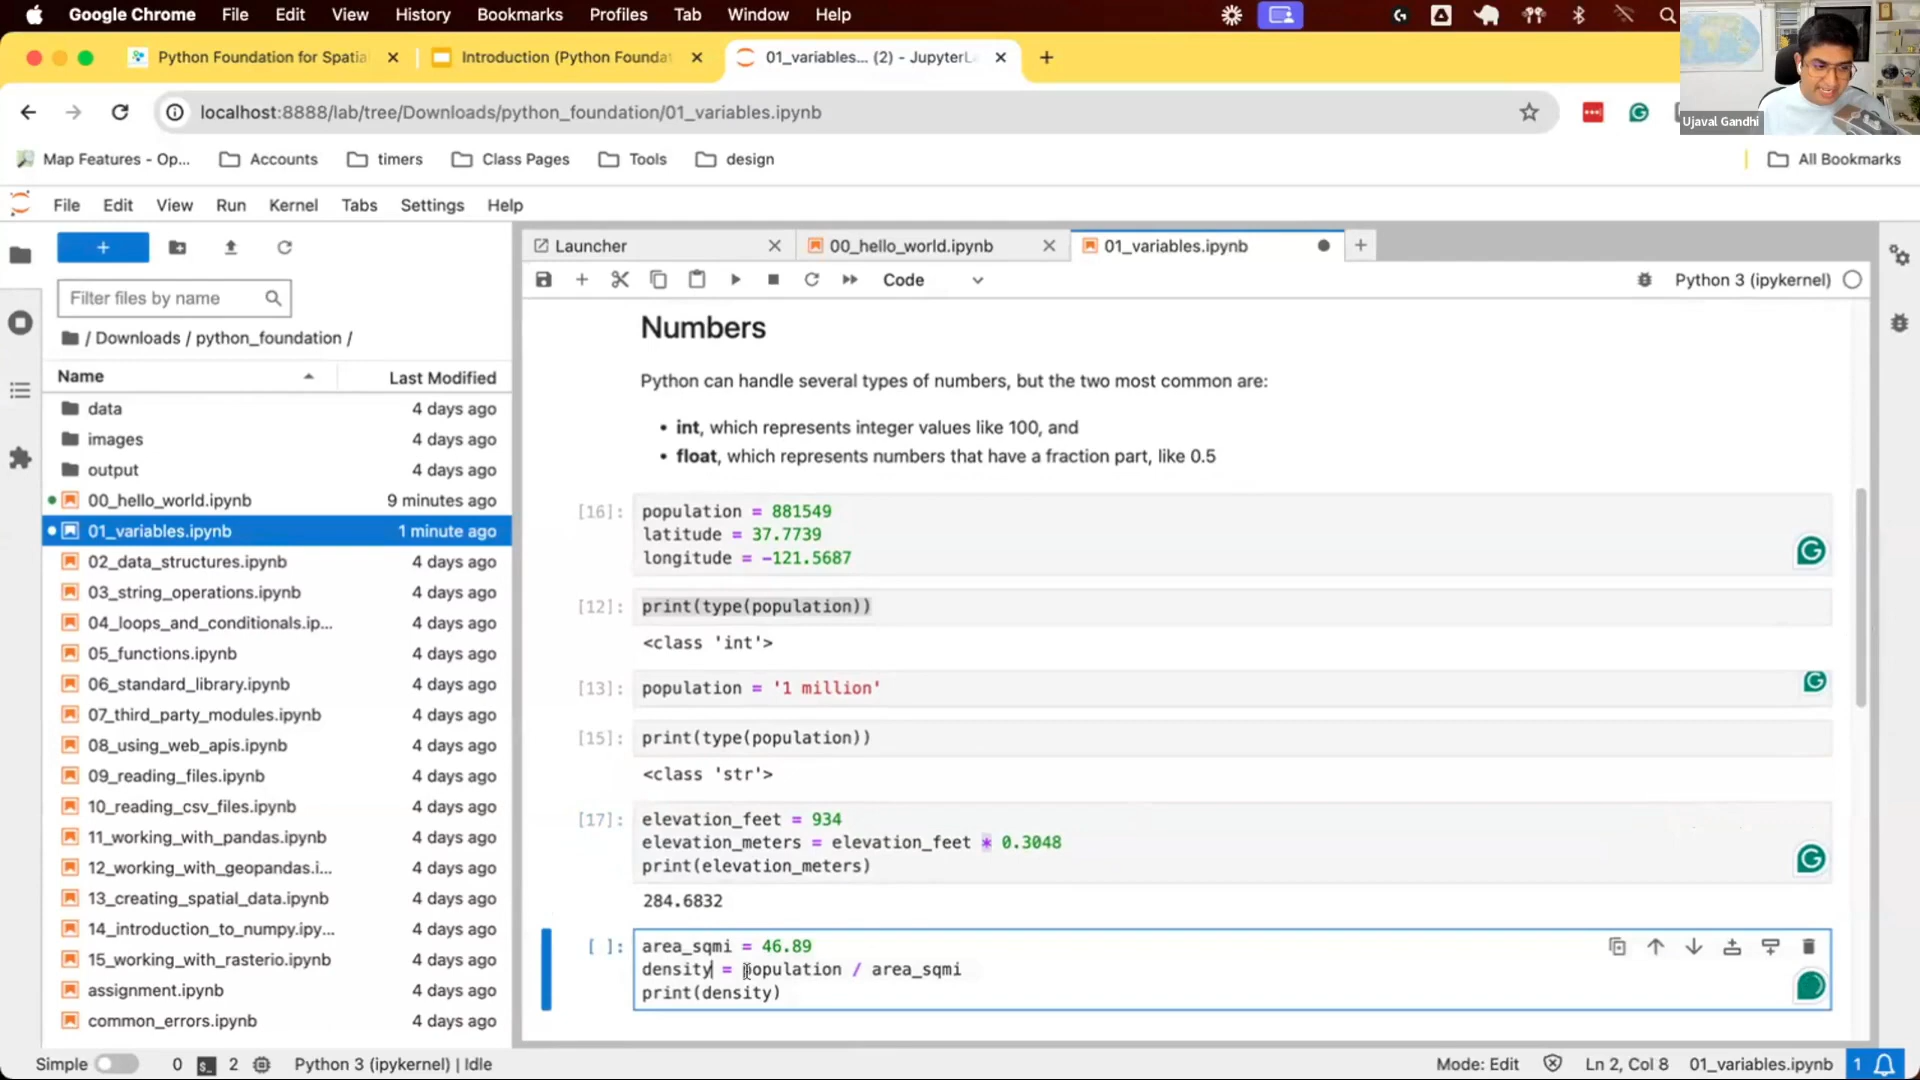 Google Chrome File Edit View History Bookmarks Profiles Tab Window Help
Ujaval Gandhi
Python Foundation for Spatia
Introduction (Python Founda
01_variables... (2) - JupyterL
localhost:8888/lab/tree/Downloads/python_foundation/01_variables.ipynb
Map Features - Op... Accounts timers Class Pages Tools design All Bookmarks
File Edit View Run Kernel Tabs Settings Help
Filter files by name
/ Downloads / python_foundation /
Name Last Modified
data 4 days ago
images 4 days ago
output 4 days ago
00_hello_world.ipynb 9 minutes ago
01_variables.ipynb 1 minute ago
02_data_structures.ipynb 4 days ago
03_string_operations.ipynb 4 days ago
04_loops_and_conditionals.ip... 4 days ago
05_functions.ipynb 4 days ago
06_standard_library.ipynb 4 days ago
07_third_party_modules.ipynb 4 days ago
08_using_web_apis.ipynb 4 days ago
09_reading_files.ipynb 4 days ago
10_reading_csv_files.ipynb 4 days ago
11_working_with_pandas.ipynb 4 days ago
12_working_with_geopandas.i... 4 days ago
13_creating_spatial_data.ipynb 4 days ago
14_introduction_to_numpy.ipy... 4 days ago
15_working_with_rasterio.ipynb 4 days ago
assignment.ipynb 4 days ago
common_errors.ipynb 4 days ago
Launcher 00_hello_world.ipynb 01_variables.ipynb
Code Python 3 (ipykernel)
Numbers
Python can handle several types of numbers, but the two most common are:
• int, which represents integer values like 100, and
• float, which represents numbers that have a fraction part, like 0.5
[16]: population = 881549
latitude = 37.7739
longitude = -121.5687
[12]: print(type(population))
<class 'int'>
[13]: population = '1 million'
[15]: print(type(population))
<class 'str'>
[17]: elevation_feet = 934
elevation_meters = elevation_feet * 0.3048
print(elevation_meters)
284.6832
[ ]: area_sqmi = 46.89
density = population / area_sqmi
print(density)
Simple 0 2 Python 3 (ipykernel) | Idle Mode: Edit Ln 2, Col 8 01_variables.ipynb 1